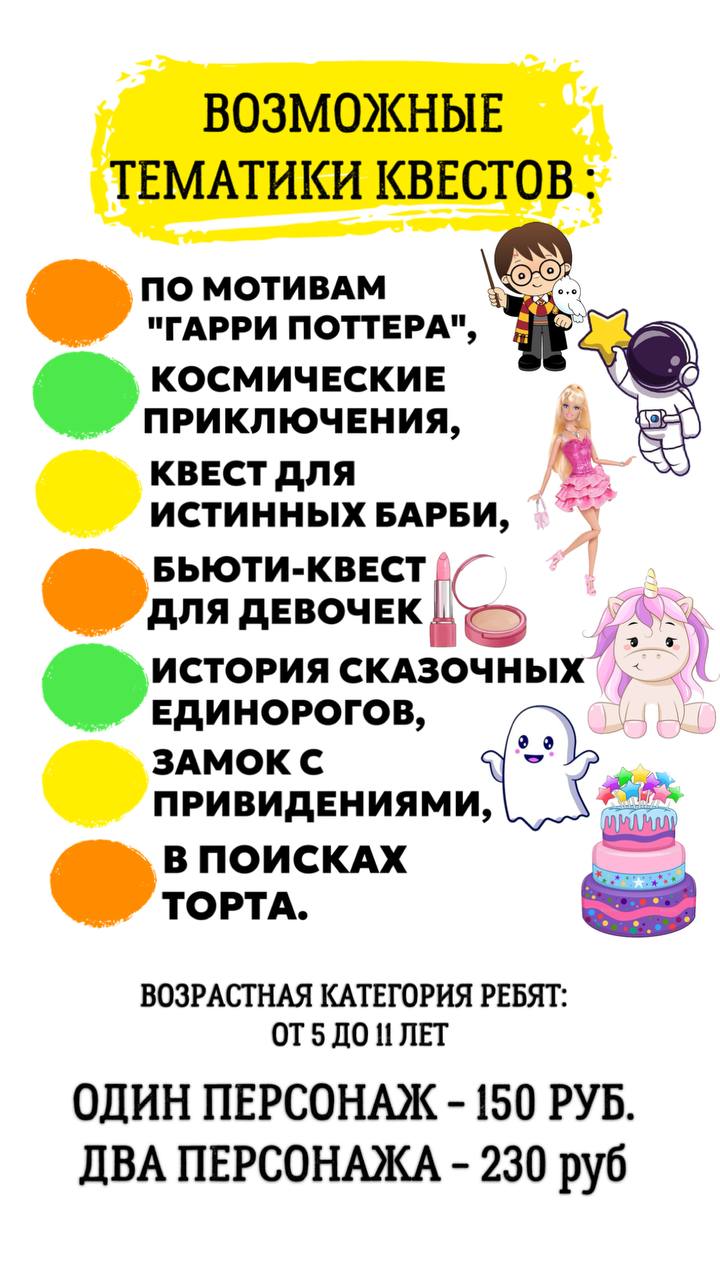 ВОЗМОЖНЫЕ
ТЕМАТИКИ КВЕСТОВ :
ПО МОТИВАМ
"ГАРРИ ПОТТЕРА",
КОСМИЧЕСКИЕ
ПРИКЛЮЧЕНИЯ,
КВЕСТ ДЛЯ
ИСТИННЫХ БАРБИ,
БЬЮТИ-КВЕСТ
ДЛЯ ДЕВОЧЕК
ИСТОРИЯ СКАЗОЧНЫХ
ЕДИНОРОГОВ,
ЗАМОК С
ПРИВИДЕНИЯМИ,
В ПОИСКАХ
ТОРТА.
ВОЗРАСТНАЯ КАТЕГОРИЯ РЕБЯТ:
ОТ 5 ДО 11 ЛЕТ
ОДИН ПЕРСОНАЖ – 150 РУБ.
ДВА ПЕРСОНАЖА – 230 руб